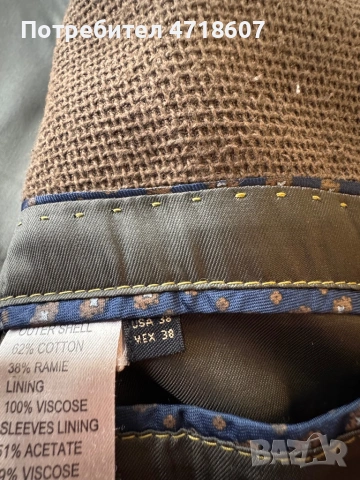 Потребител 4718607
OUTER SHELL
62% COTTON
38% RAMIE
LINING
100% VISCOSE
SLEEVES LINING
51% ACETATE
9% VISCOSE
USA 38
MEX 38
BAZAR